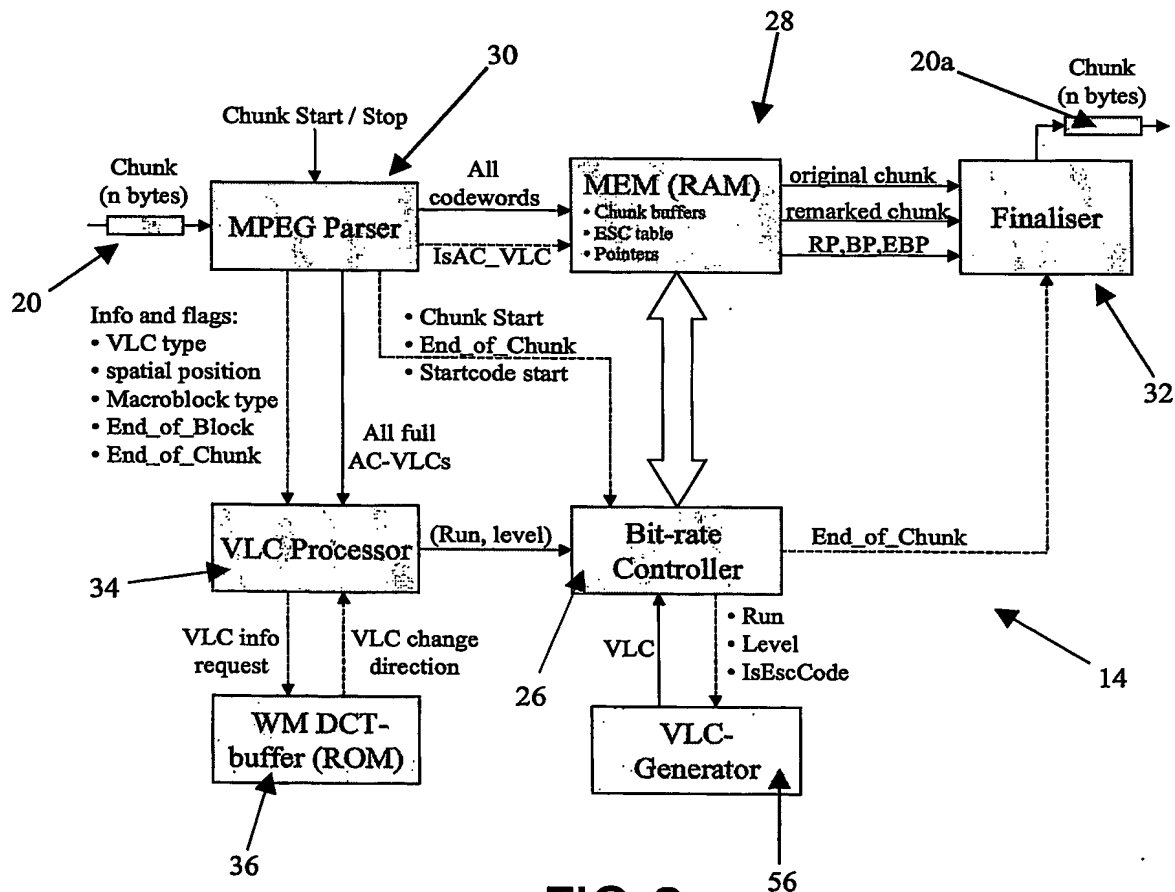 28
30
20a
Chunk
(n bytes)
Chunk Start / Stop
Chunk
(n bytes)
MPEG Parser
All
codewords
IsAC_VLC
MEM (RAM)
• Chunk buffers
• ESC table
• Pointers
original chunk
remarked chunk
RP,BP,EBP
Finaliser
20
32
Info and flags:
• VLC type
• spatial position
• Macroblock type
• End_of_Block
• End_of_Chunk
• Chunk Start
• End_of_Chunk
• Startcode start
All full
AC-VLCs
VLC Processor
(Run, level)
Bit-rate
Controller
End_of_Chunk
34
VLC info
request
VLC change
direction
26
VLC
• Run
• Level
• IsEscCode
14
WM DCT-
buffer (ROM)
VLC-
Generator
36
56